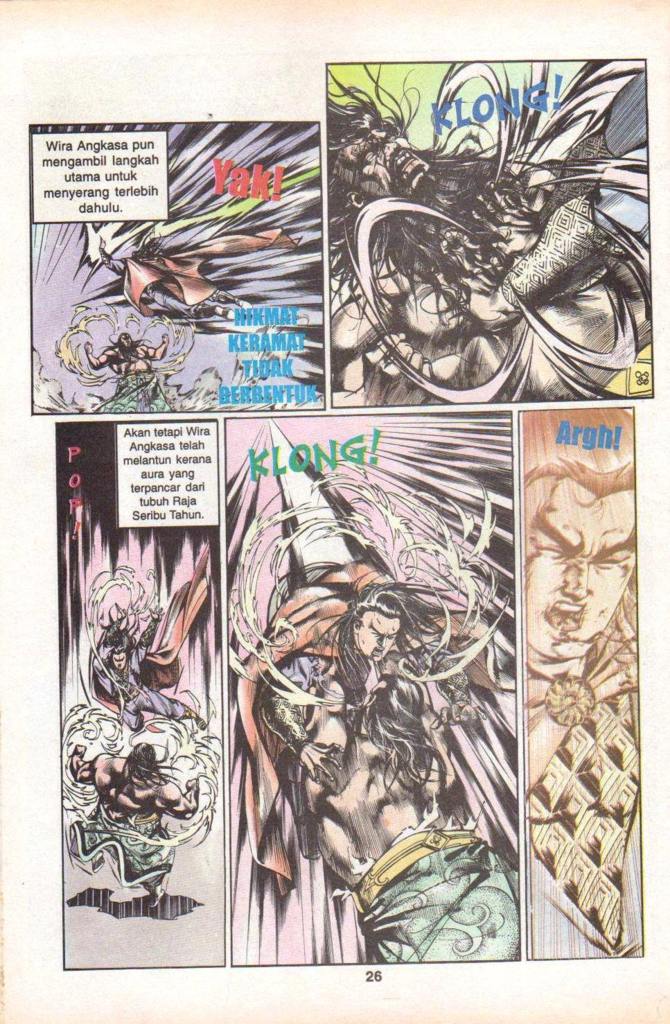 Wira Angkasa pun
mengambil langkah
utama untuk
menyerang terlebih
dahulu.
Yak!
HIKMAT
KERAMAT
TIDAK
BERBENTUK
KLONG!
POP!
Akan tetapi Wira
Angkasa telah
melantun kerana
aura yang
terpancar dari
tubuh Raja
Seribu Tahun.
KLONG!
Argh!
26